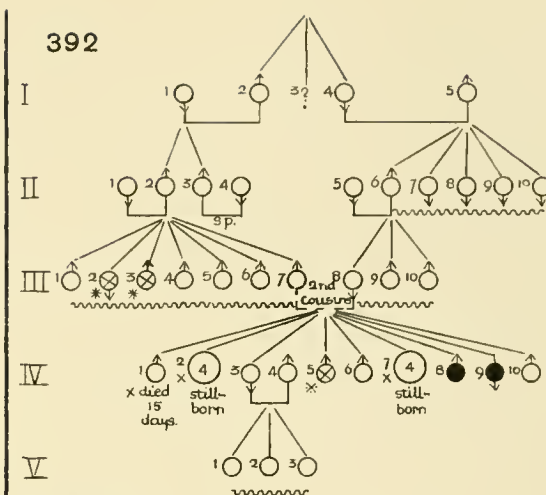 392
I 1 2 3? 4 5
II 1 2 3 4 5 6 7 8 9 10
s.p.
III 1 2 3 4 5 6 7 8 9 10
* *
2nd
Cousins
IV 1 2 3 4 5 6 7 8 9 10
x died 15 days.
x 4 still-born
*
x 4 still-born
V 1 2 3